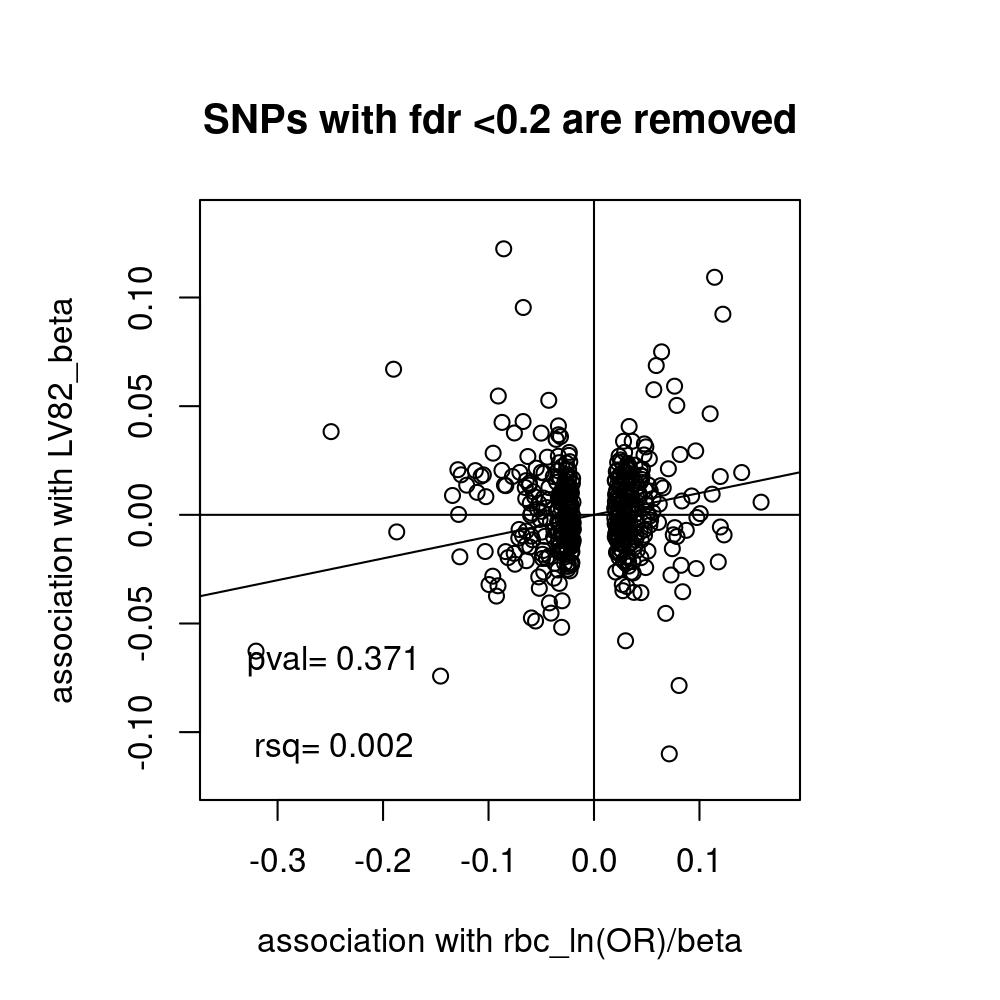 SNPs with fdr <0.2 are removed
association with LV82_beta
0.10
0.05
0.00
-0.05
-0.10
pval= 0.371
rsq= 0.002
-0.3 -0.2 -0.1 0.0 0.1
association with rbc_ln(OR)/beta